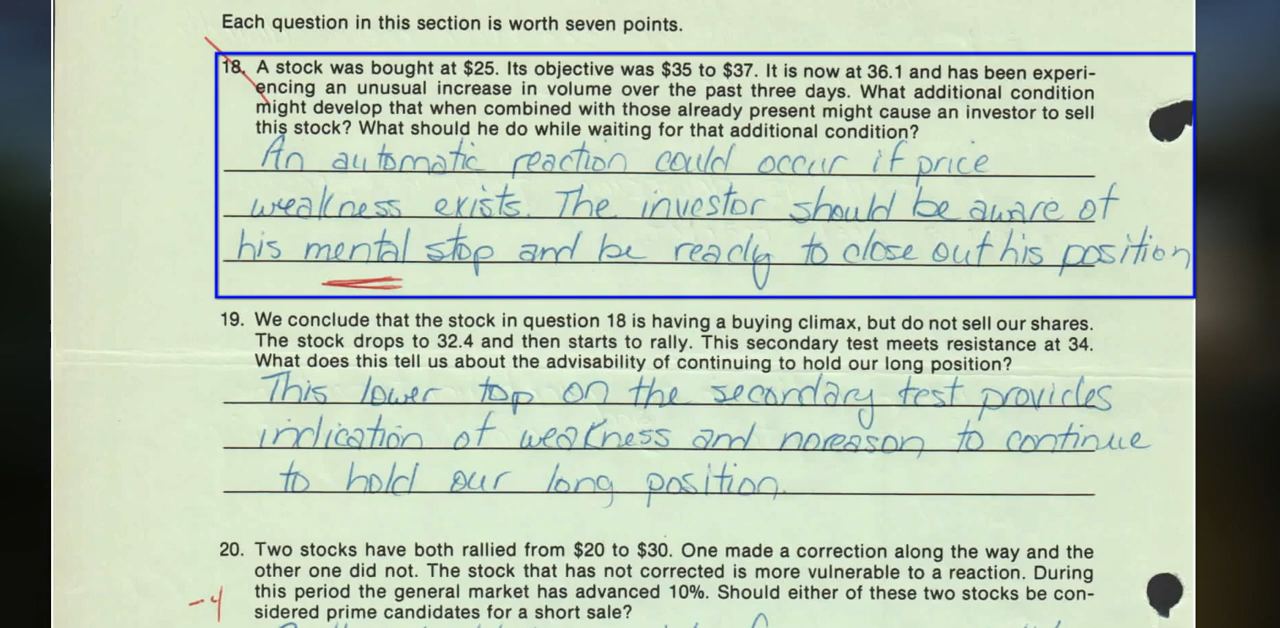 Each question in this section is worth seven points.
18. A stock was bought at $25. Its objective was $35 to $37. It is now at 36.1 and has been experi-
encing an unusual increase in volume over the past three days. What additional condition
might develop that when combined with those already present might cause an investor to sell
this stock? What should he do while waiting for that additional condition?
An automatic reaction could occur if price
weakness exists. The investor should be aware of
his mental stop and be ready to close out his position
19. We conclude that the stock in question 18 is having a buying climax, but do not sell our shares.
The stock drops to 32.4 and then starts to rally. This secondary test meets resistance at 34.
What does this tell us about the advisability of continuing to hold our long position?
This lower top on the secondary test provides
indication of weakness and no reason to continue
to hold our long position.
20. Two stocks have both rallied from $20 to $30. One made a correction along the way and the
other one did not. The stock that has not corrected is more vulnerable to a reaction. During
this period the general market has advanced 10%. Should either of these two stocks be con-
-4 sidered prime candidates for a short sale?